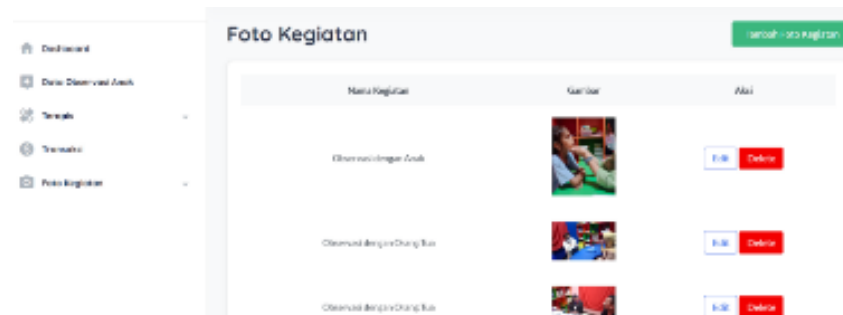 Foto Kegiatan
Tambah Foto Kegiatan
Dashboard
Data Observasi Anak
Terapis
Transaksi
Foto Kegiatan
Nama Kegiatan Gambar Aksi
Observasi dengan Anak Edit Delete
Observasi dengan Orang Tua Edit Delete
Observasi dengan Orang Tua Edit Delete